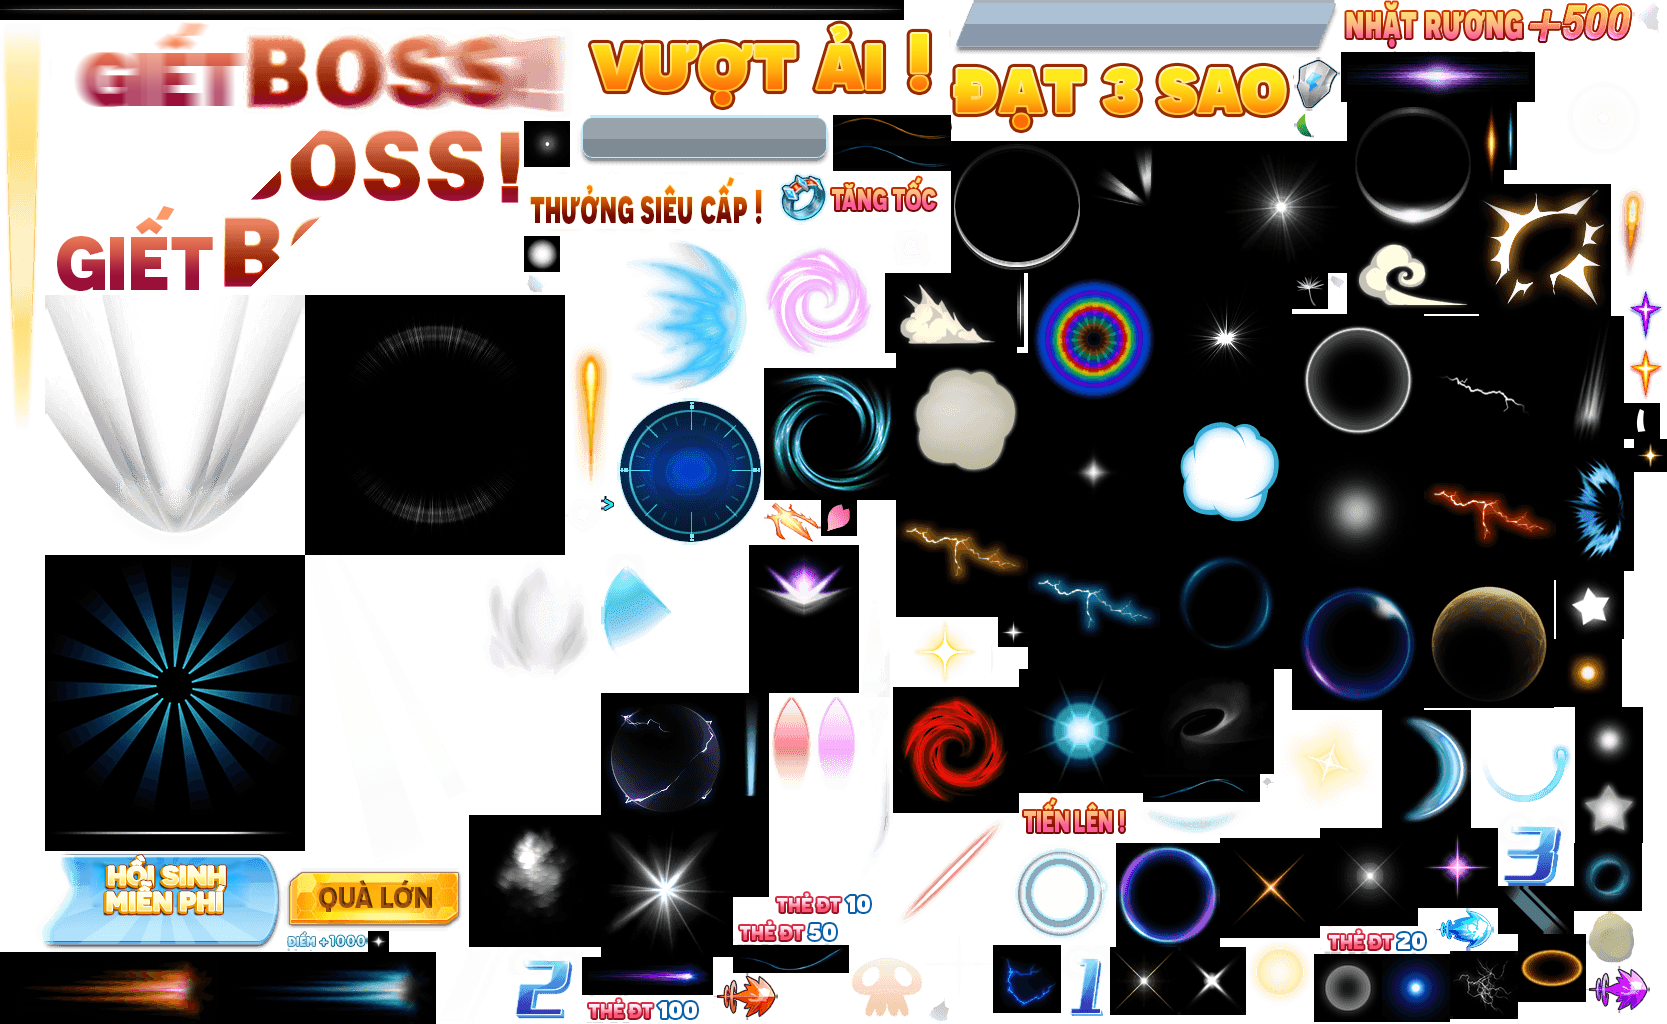 GIẾT BOSS
VƯỢT ẢI !
NHẶT RƯƠNG +500
ĐẠT 3 SAO
OSS!
THƯỞNG SIÊU CẤP !
TĂNG TỐC
GIẾT B
TIẾN LÊN !
3
HỒI SINH
MIỄN PHÍ
QUÀ LỚN
THẺ ĐT 10
THẺ ĐT 50
ĐIỂM +1000
THẺ ĐT 20
2
1
THẺ ĐT 100